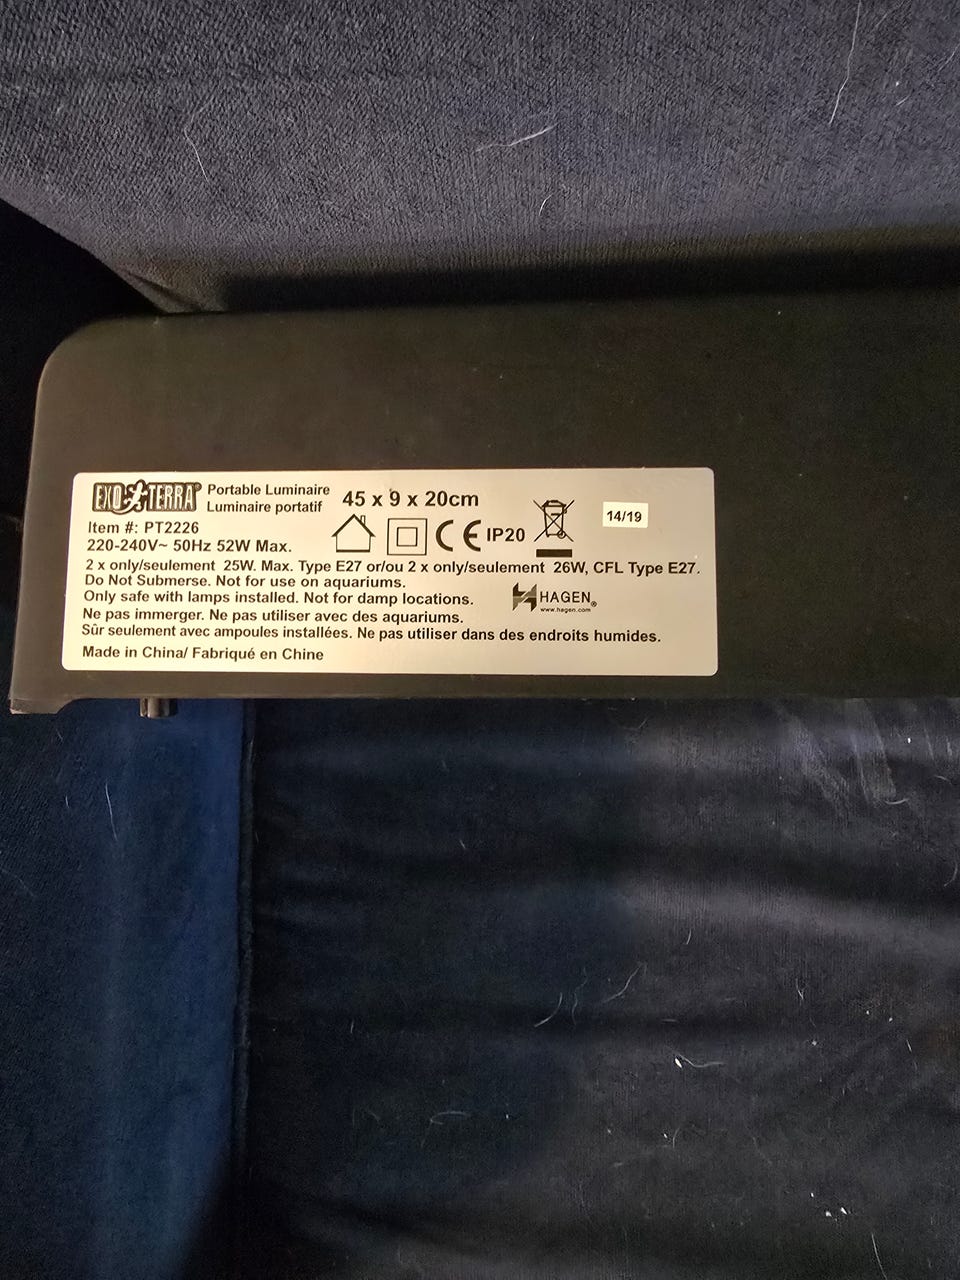 EXO TERRA® Portable Luminaire 45 x 9 x 20cm
Luminaire portatif
Item #: PT2226
220-240V~ 50Hz 52W Max.
CE IP20
14/19
2 x only/seulement 25W. Max. Type E27 or/ou 2 x only/seulement 26W, CFL Type E27.
Do Not Submerse. Not for use on aquariums.
Only safe with lamps installed. Not for damp locations.
HAGEN®
www.hagen.com
Ne pas immerger. Ne pas utiliser avec des aquariums.
Sûr seulement avec ampoules installées. Ne pas utiliser dans des endroits humides.
Made in China/ Fabriqué en Chine